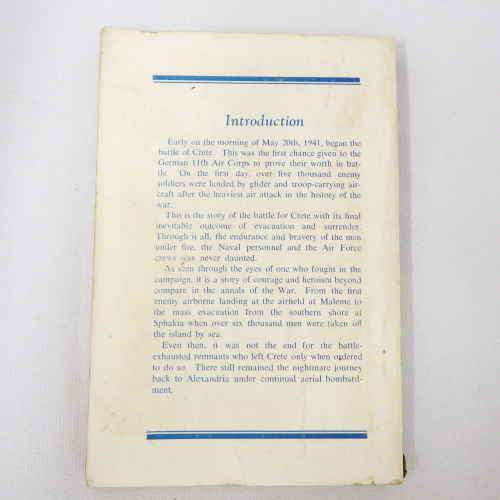 Introduction
Early on the morning of May 20th, 1941, began the
battle of Crete. This was the first chance given to the
German 11th Air Corps to prove their worth in bat-
tle. On the first day, over five thousand enemy
soldiers were landed by glider and troop-carrying air-
craft after the heaviest air attack in the history of the
war.
This is the story of the battle for Crete with its final
inevitable outcome of evacuation and surrender.
Through it all, the endurance and bravery of the men
under fire, the Naval personnel and the Air Force
crews was never daunted.
As seen through the eyes of one who fought in the
campaign, it is a story of courage and heroism beyond
compare in the annals of the War. From the first
enemy airborne landing at the airfield at Maleme to
the mass evacuation from the southern shore at
Sphakia when over six thousand men were taken off
the island by sea.
Even then, it was not the end for the battle-
exhausted remnants who left Crete only when ordered
to do so. There still remained the nightmare journey
back to Alexandria under continual aerial bombard-
ment.